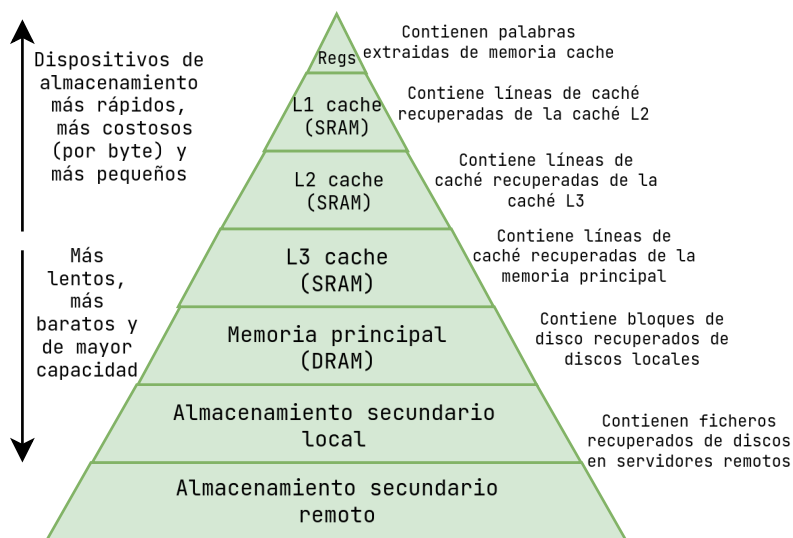 Dispositivos de
almacenamiento
más rápidos,
más costosos
(por byte) y
más pequeños
Más
lentos,
más
baratos y
de mayor
capacidad
Regs
L1 cache
(SRAM)
L2 cache
(SRAM)
L3 cache
(SRAM)
Memoria principal
(DRAM)
Almacenamiento secundario
local
Almacenamiento secundario
remoto
Contienen palabras
extraidas de memoria cache
Contiene líneas de caché
recuperadas de la caché L2
Contiene líneas de
caché recuperadas de la
caché L3
Contiene líneas de
caché recuperadas de la
memoria principal
Contiene bloques de
disco recuperados de
discos locales
Contienen ficheros
recuperados de discos
en servidores remotos